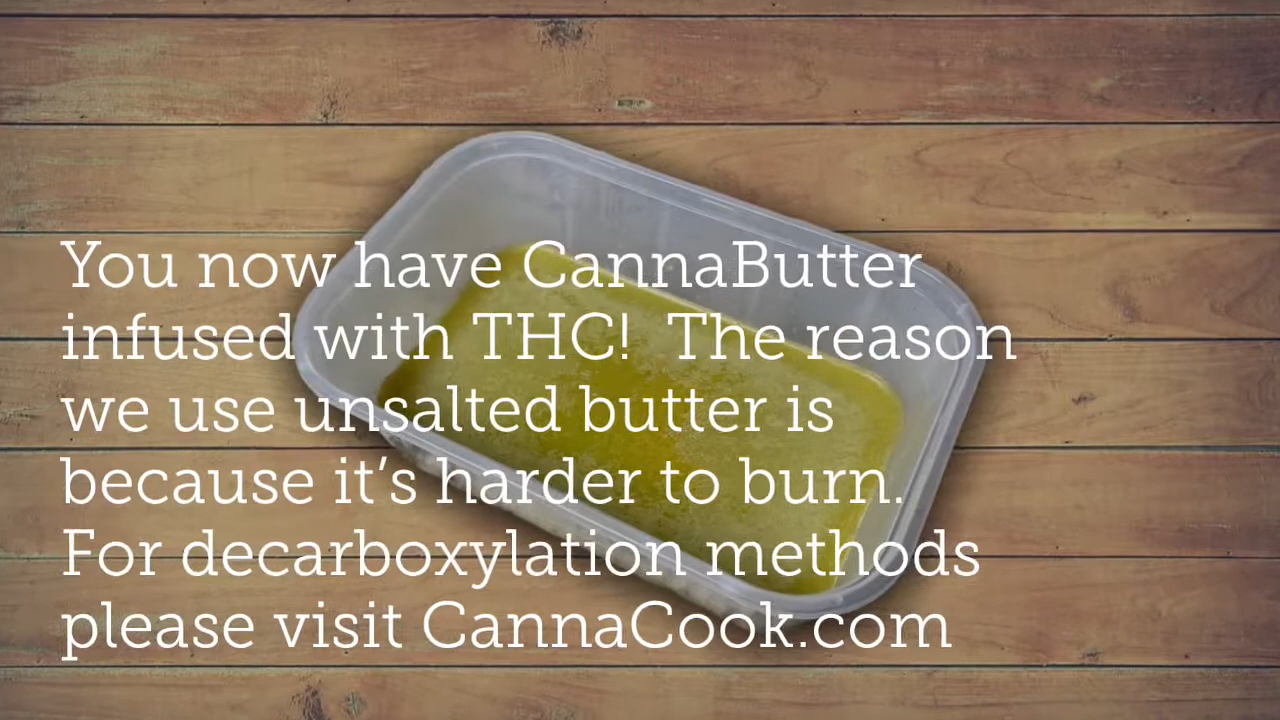 You now have CannaButter
infused with THC!  The reason
we use unsalted butter is
because it’s harder to burn.
For decarboxylation methods
please visit CannaCook.com